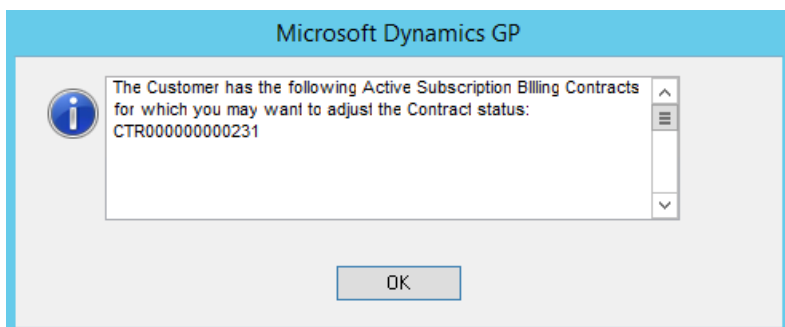 Microsoft Dynamics GP
The Customer has the following Active Subscription BIlling Contracts
for which you may want to adjust the Contract status:
CTR000000000231
OK